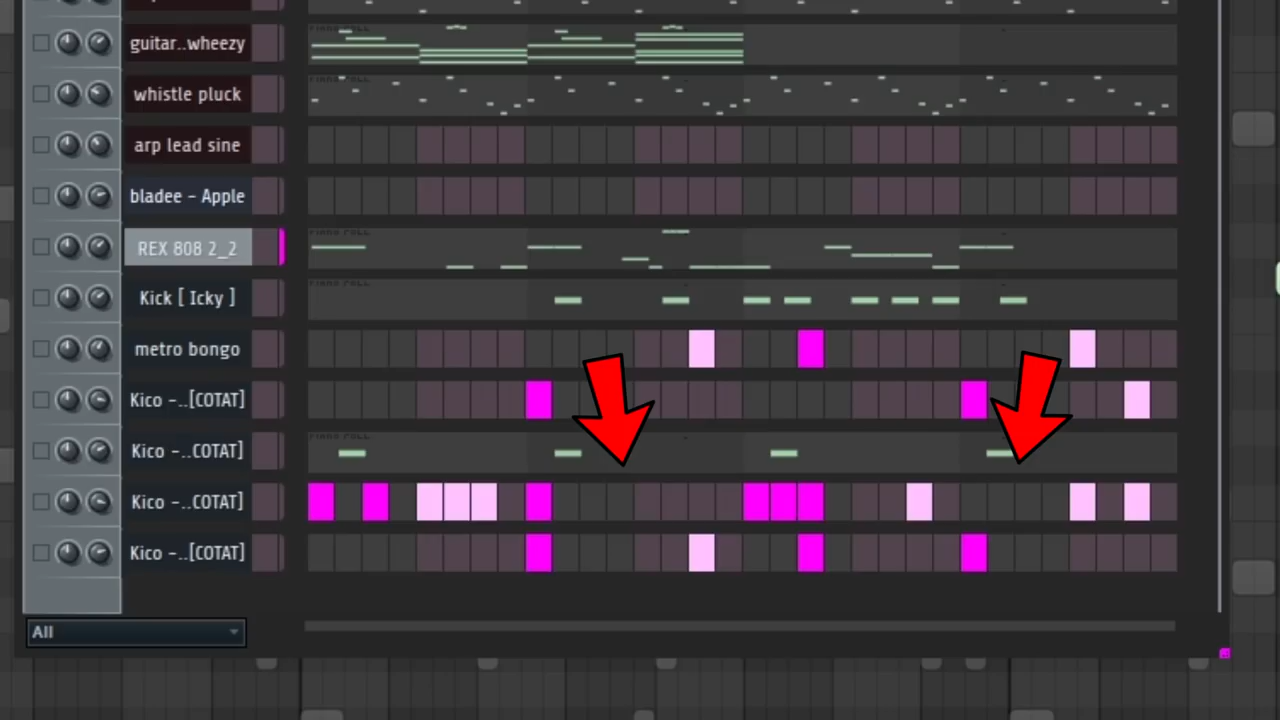 guitar..wheezy
whistle pluck
arp lead sine
bladee - Apple
REX 808 2_2
Kick [ Icky ]
metro bongo
Kico -..[COTAT]
Kico -..COTAT]
Kico -..COTAT]
Kico -..[COTAT]
All